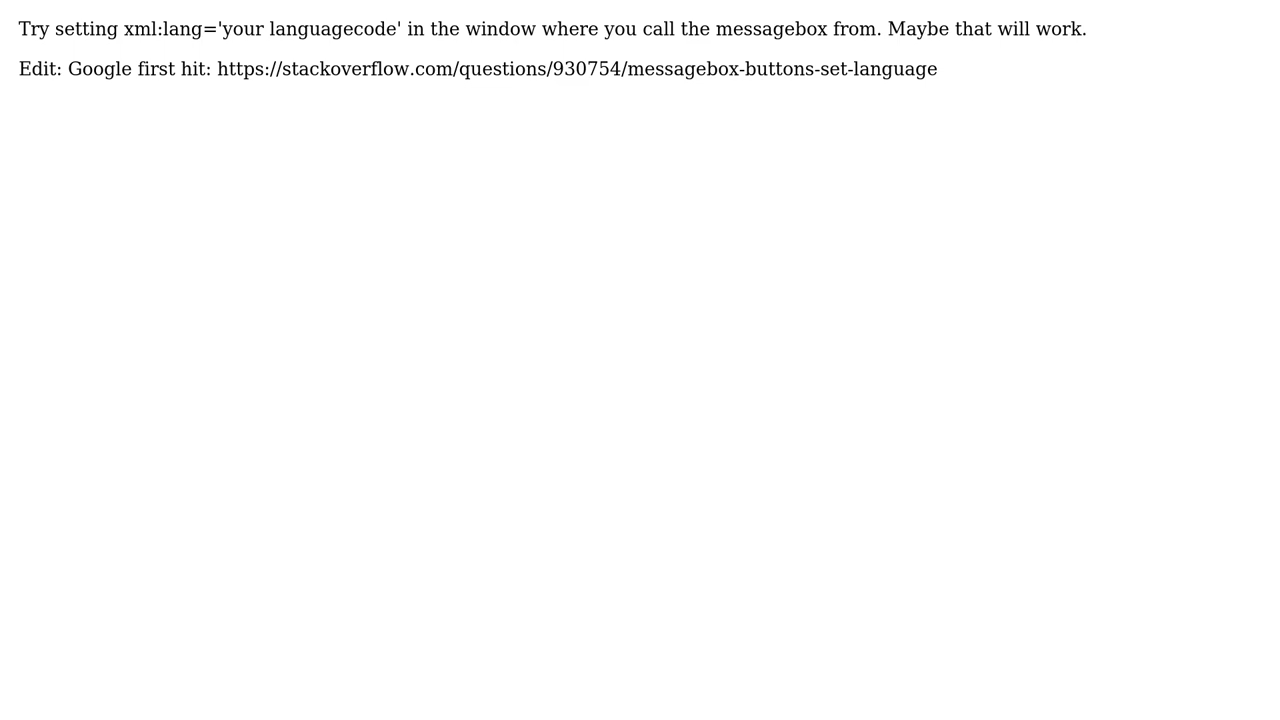 Try setting xml:lang='your languagecode' in the window where you call the messagebox from. Maybe that will work.
Edit: Google first hit: https://stackoverflow.com/questions/930754/messagebox-buttons-set-language